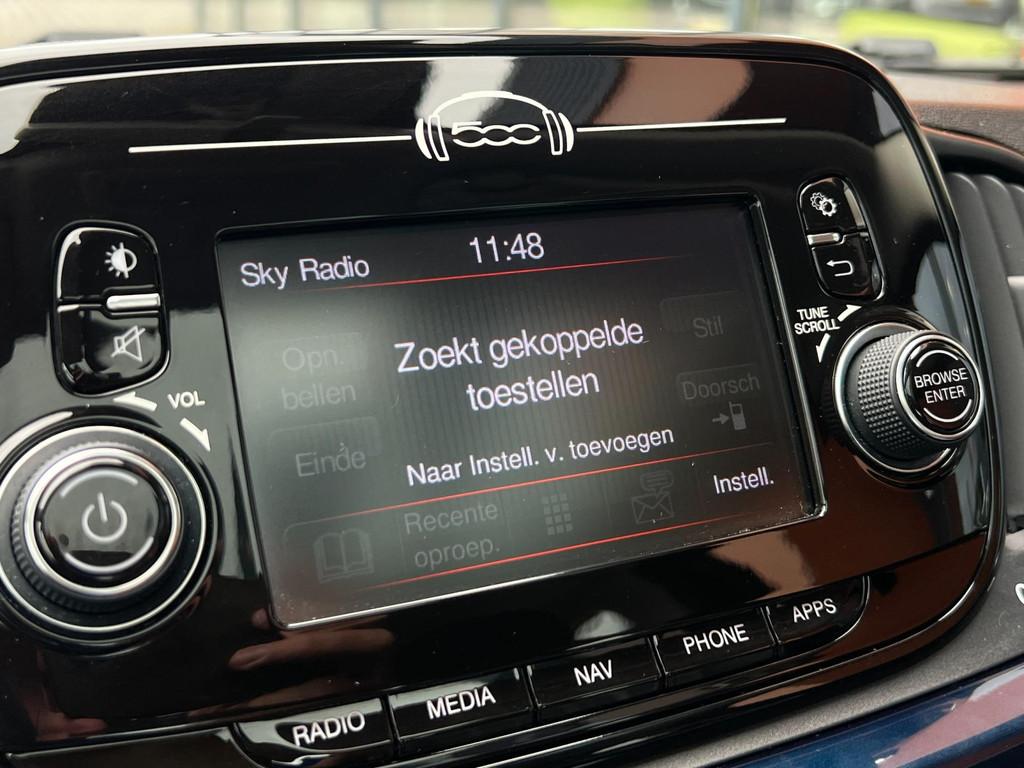 500
Sky Radio
11:48
Opn.
bellen
Zoekt gekoppelde
toestellen
Stil
Doorsch
Einde
Naar Instell. v. toevoegen
Recente
oproep.
Instell.
VOL
TUNE
SCROLL
BROWSE
ENTER
RADIO
MEDIA
NAV
PHONE
APPS